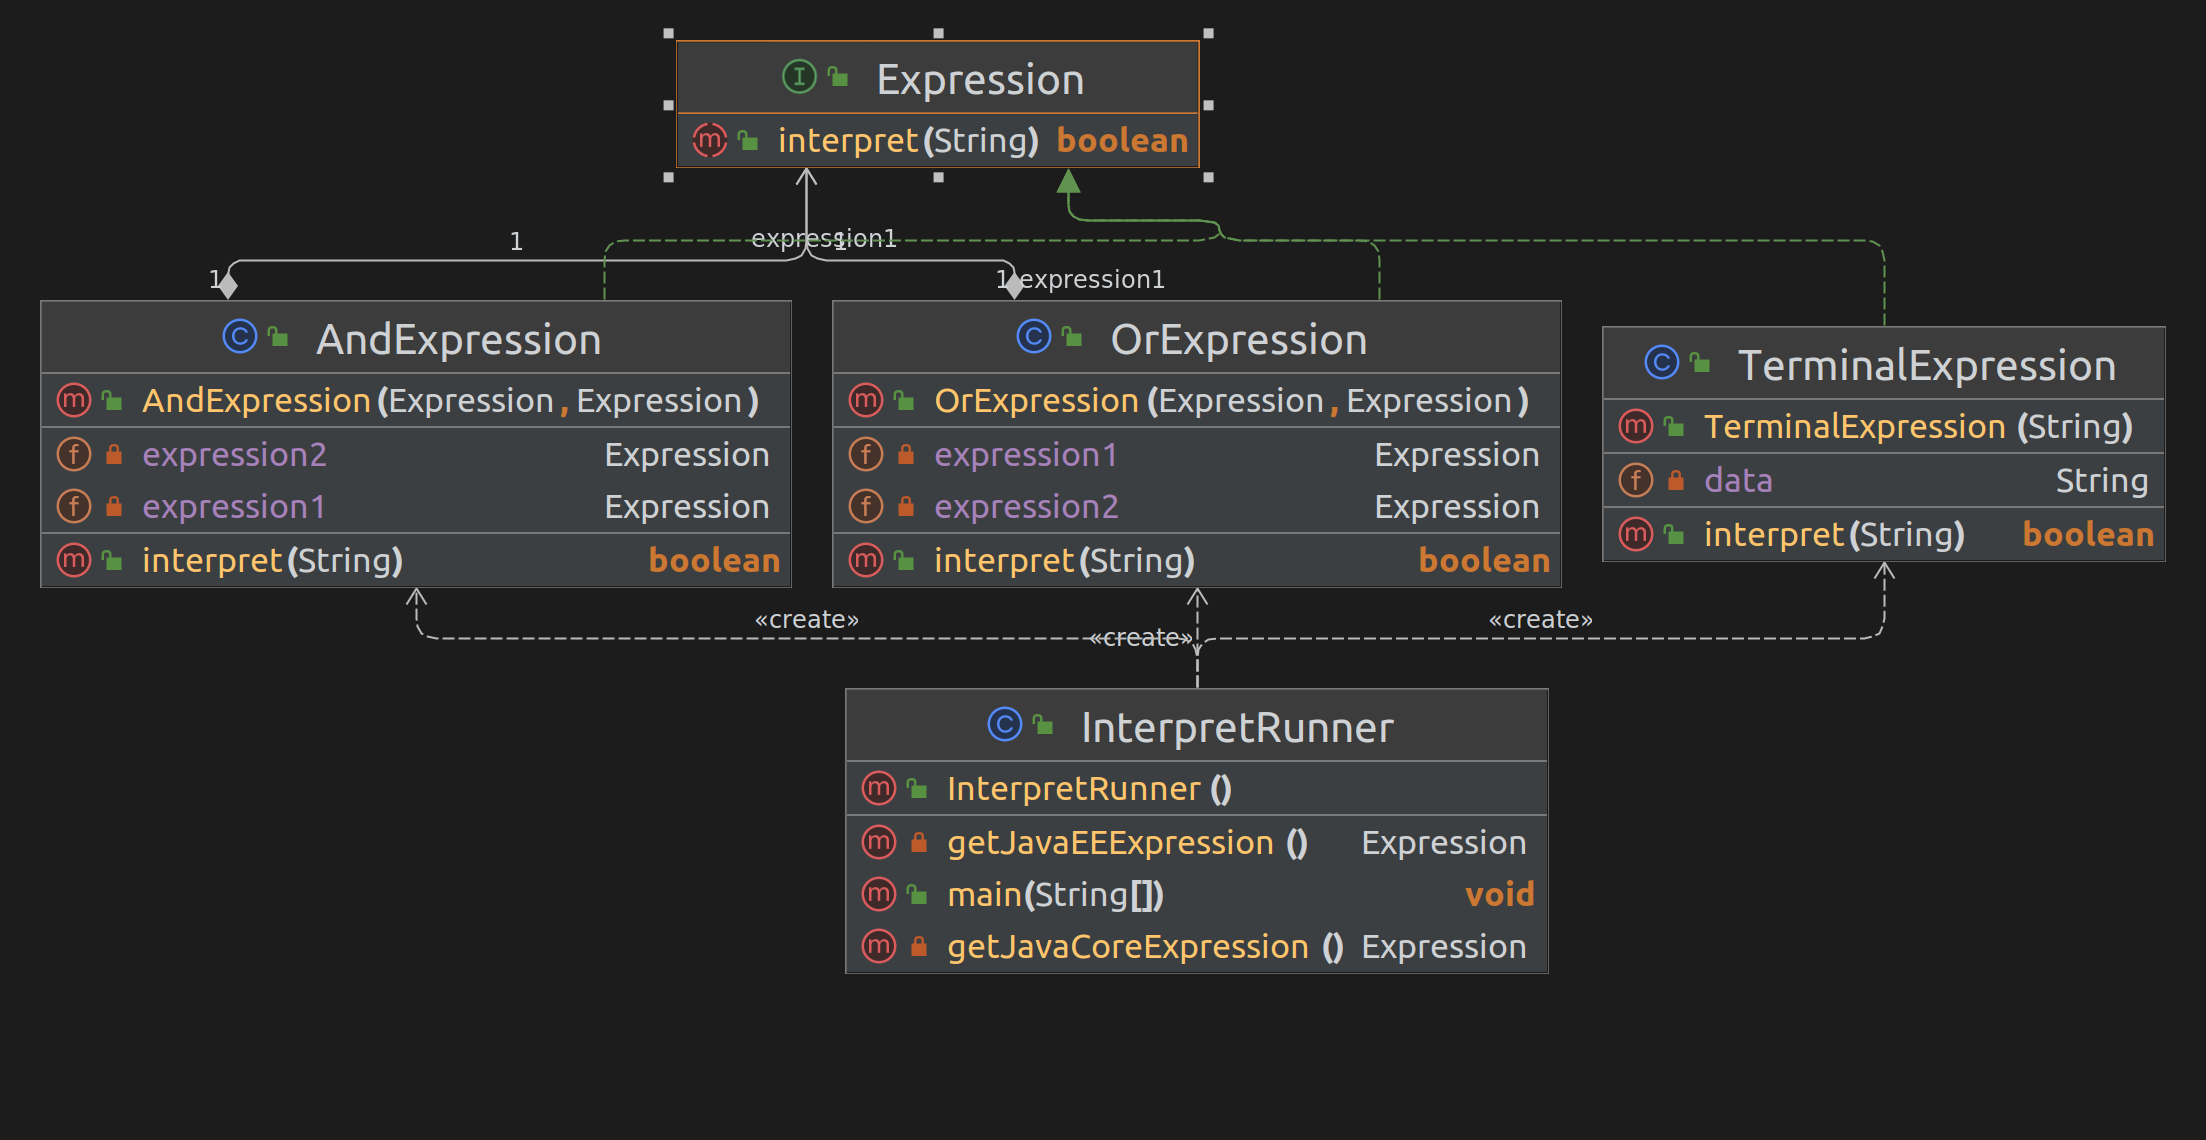 Expression
interpret(String) boolean
1 expression1 1
1 1 expression1
AndExpression
AndExpression(Expression, Expression)
expression2 Expression
expression1 Expression
interpret(String) boolean
OrExpression
OrExpression(Expression, Expression)
expression1 Expression
expression2 Expression
interpret(String) boolean
TerminalExpression
TerminalExpression(String)
data String
interpret(String) boolean
«create»
«create»
«create»
InterpretRunner
InterpretRunner()
getJavaEEExpression() Expression
main(String[]) void
getJavaCoreExpression() Expression